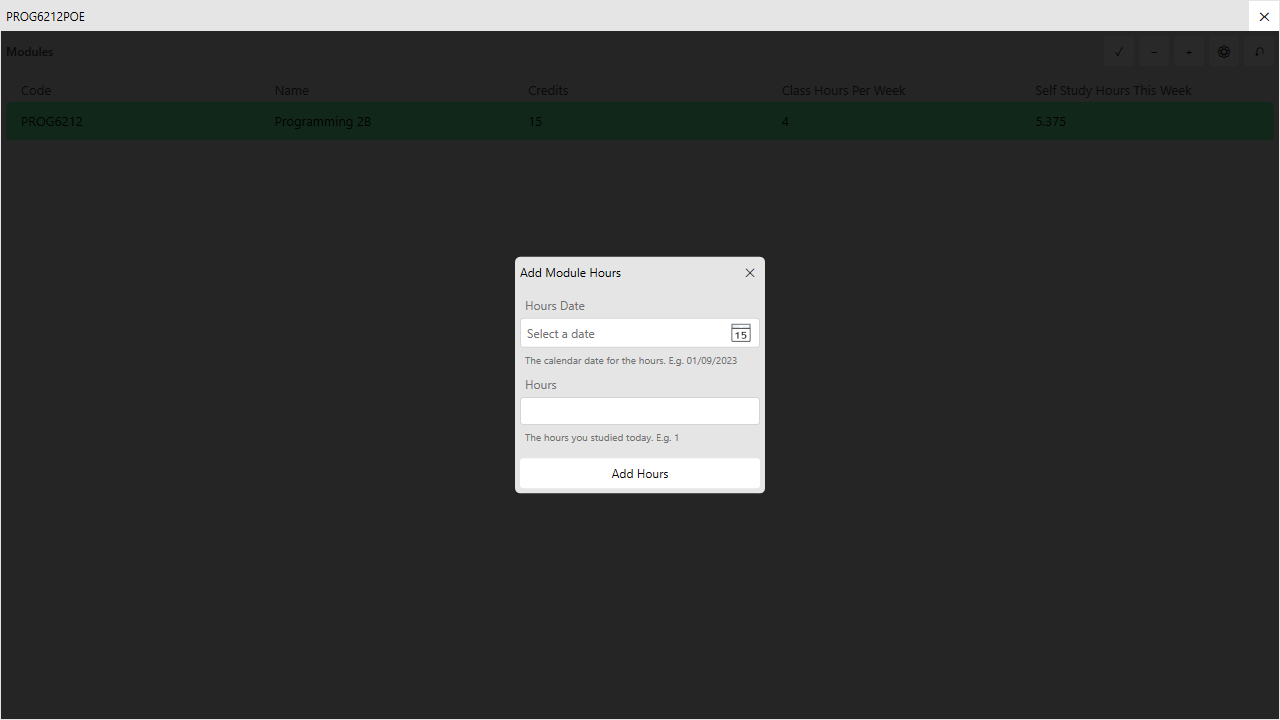 PROG6212POE
Modules
Code Name Credits Class Hours Per Week Self Study Hours This Week
PROG6212 Programming 2B 15 4 5.375
Add Module Hours
Hours Date
Select a date 15
The calendar date for the hours. E.g. 01/09/2023
Hours
The hours you studied today. E.g. 1
Add Hours